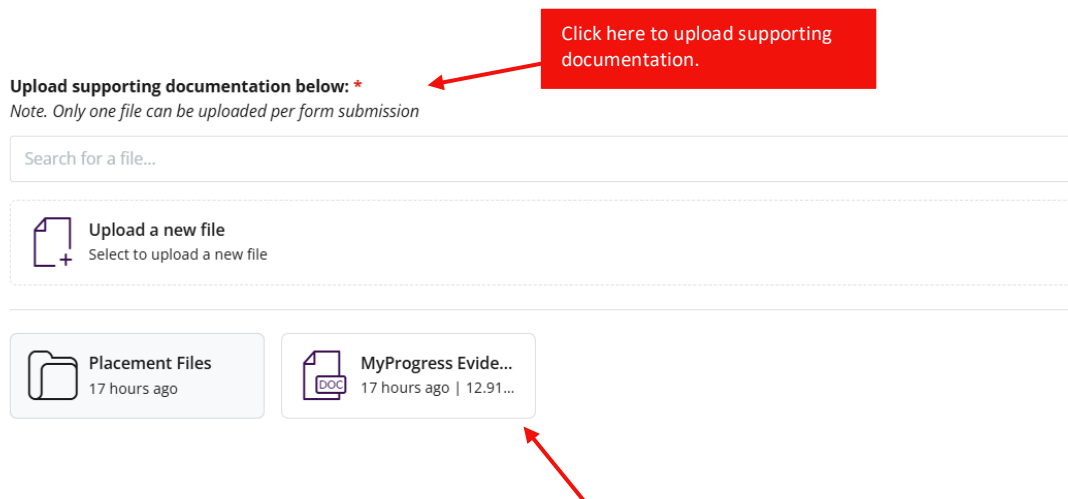 Click here to upload supporting
documentation.
Upload supporting documentation below: *
Note. Only one file can be uploaded per form submission
Search for a file...
Upload a new file
Select to upload a new file
Placement Files
17 hours ago
MyProgress Evide...
DOC
17 hours ago | 12.91...